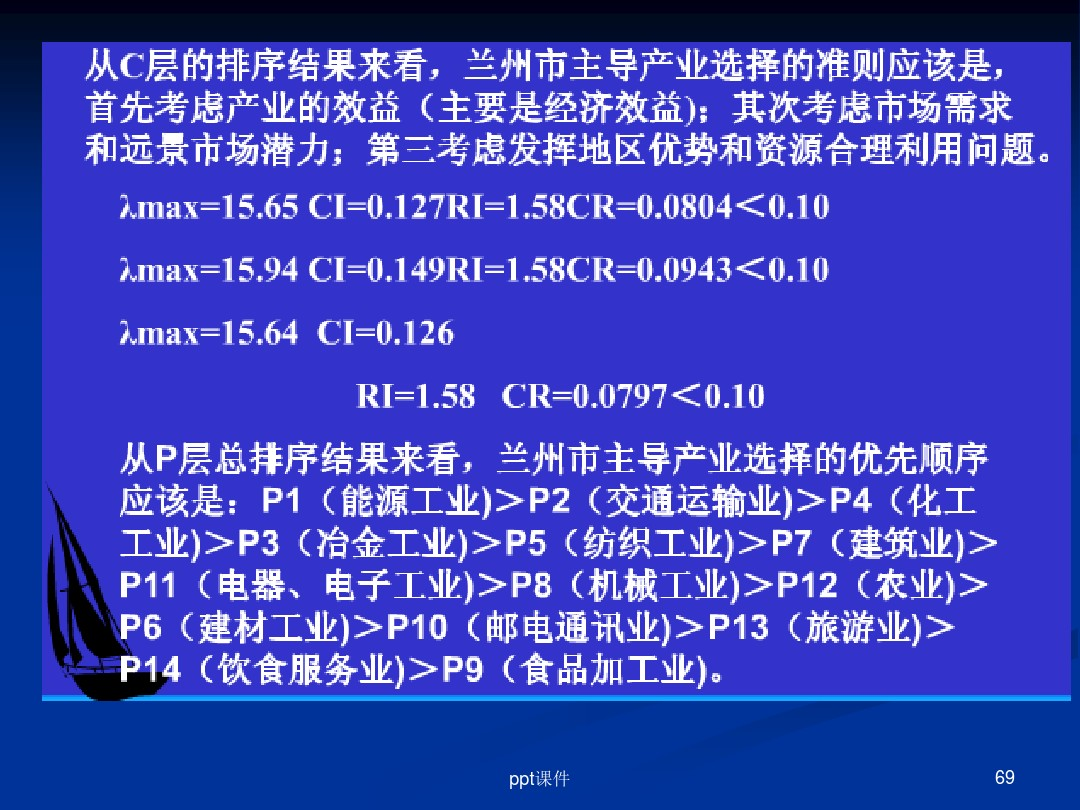 从C层的排序结果来看，兰州市主导产业选择的准则应该是，
首先考虑产业的效益（主要是经济效益)；其次考虑市场需求
和远景市场潜力；第三考虑发挥地区优势和资源合理利用问题。
λmax=15.65 CI=0.127RI=1.58CR=0.0804＜0.10
λmax=15.94 CI=0.149RI=1.58CR=0.0943＜0.10
λmax=15.64 CI=0.126
RI=1.58 CR=0.0797＜0.10
从P层总排序结果来看，兰州市主导产业选择的优先顺序
应该是：P1（能源工业)＞P2（交通运输业)＞P4（化工
工业)＞P3（冶金工业)＞P5（纺织工业)＞P7（建筑业)＞
P11（电器、电子工业)＞P8（机械工业)＞P12（农业)＞
P6（建材工业)＞P10（邮电通讯业)＞P13（旅游业)＞
P14（饮食服务业)＞P9（食品加工业)。
ppt课件
69